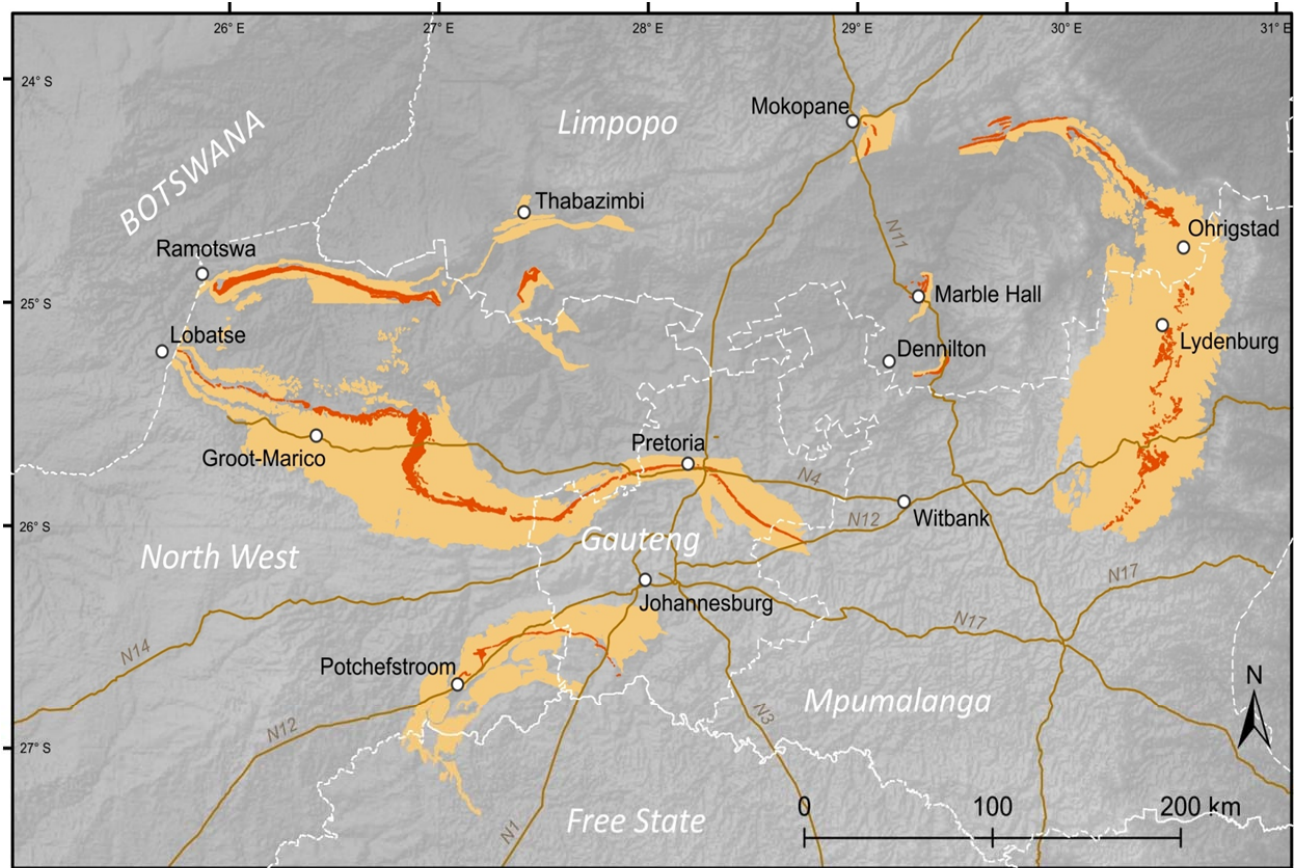 26° E
27° E
28° E
29° E
30° E
31° E
24° S
Mokopane
Limpopo
BOTSWANA
Thabazimbi
Ramotswa
N11
Ohrigstad
25° S
Marble Hall
Lobatse
Lydenburg
Dennilton
Groot-Marico
Pretoria
N4
Witbank
N12
26° S
Gauteng
North West
N17
Johannesburg
N17
N14
Potchefstroom
Mpumalanga
N
N12
N3
27° S
0 100 200 km
Free State
N1